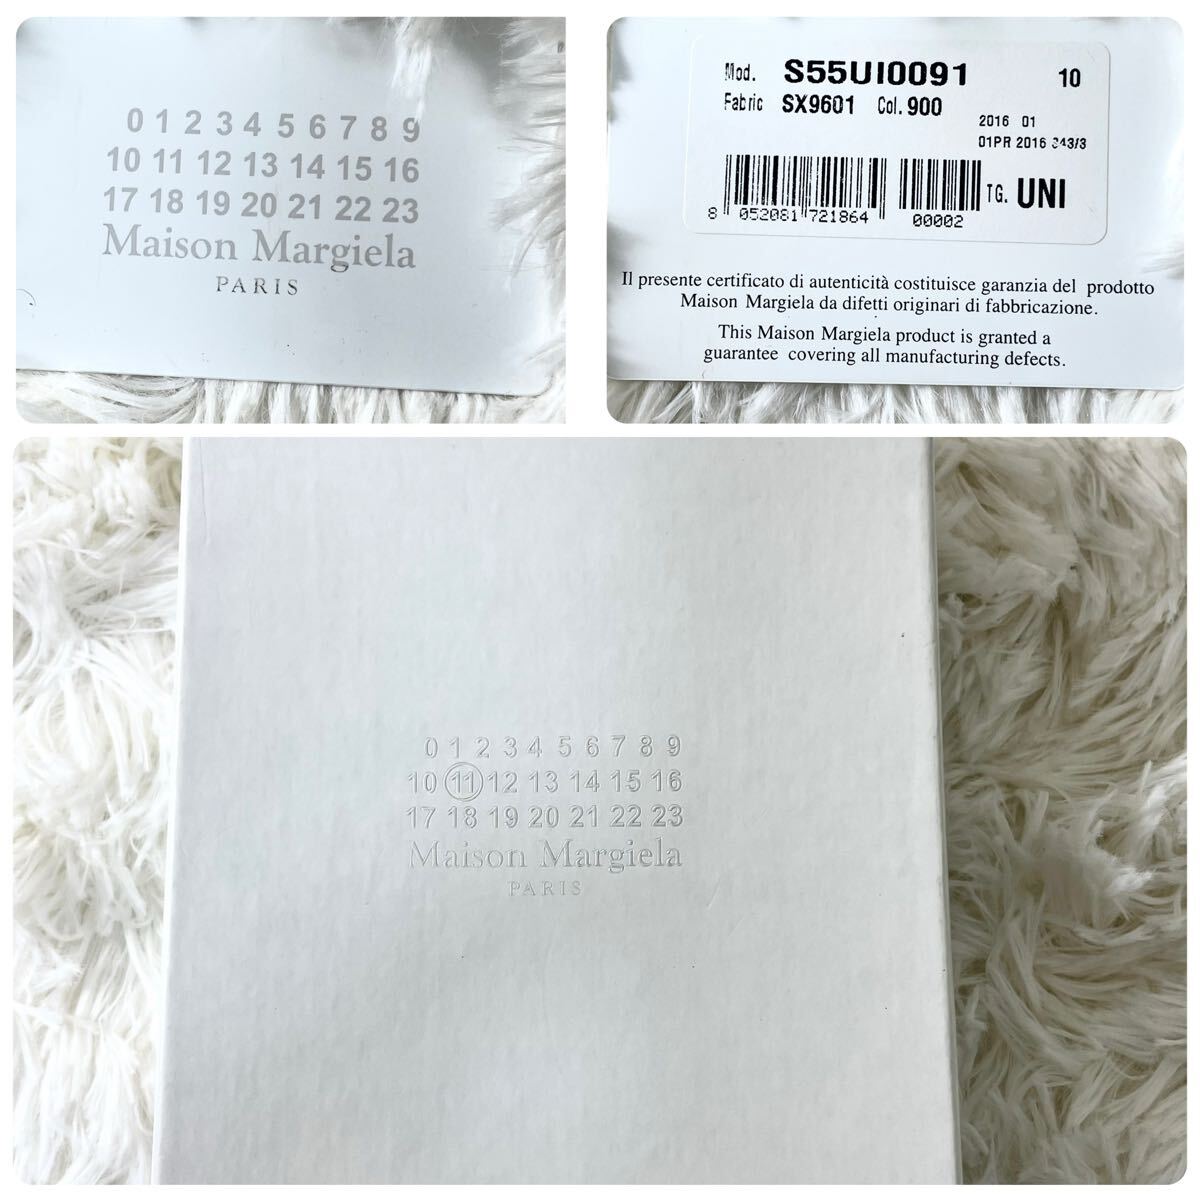 0 1 2 3 4 5 6 7 8 9
10 11 12 13 14 15 16
17 18 19 20 21 22 23
Maison Margiela
PARIS
Mod. S55UI0091 10
Fabric SX9601 Col. 900
2016 01
01PR 2016 343/3
TG. UNI
8 052081 721864 00002
Il presente certificato di autenticità costituisce garanzia del prodotto
Maison Margiela da difetti originari di fabbricazione.
This Maison Margiela product is granted a
guarantee covering all manufacturing defects.
0 1 2 3 4 5 6 7 8 9
10 11 12 13 14 15 16
17 18 19 20 21 22 23
Maison Margiela
PARIS